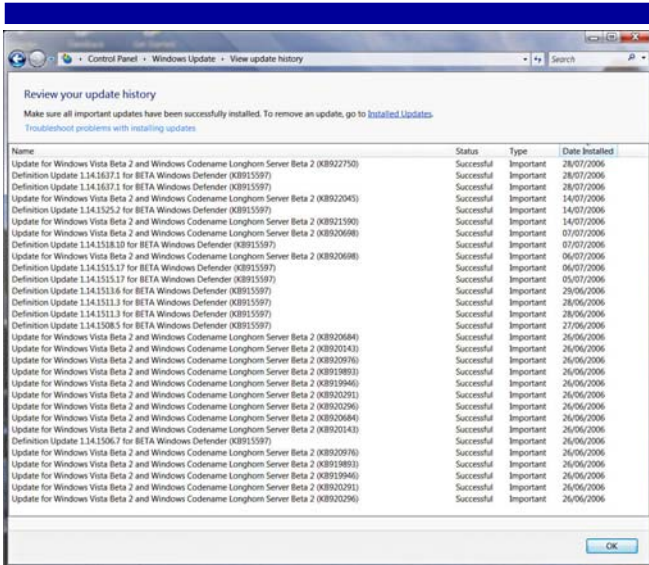 Control Panel Windows Update View update history Search
Review your update history
Make sure all important updates have been successfully installed. To remove an update, go to Installed Updates.
Troubleshoot problems with installing updates
Name Status Type Date Installed
Update for Windows Vista Beta 2 and Windows Codename Longhorn Server Beta 2 (KB922750) Successful Important 28/07/2006
Definition Update 1.14.1637.1 for BETA Windows Defender (KB915597) Successful Important 28/07/2006
Definition Update 1.14.1637.1 for BETA Windows Defender (KB915597) Successful Important 28/07/2006
Update for Windows Vista Beta 2 and Windows Codename Longhorn Server Beta 2 (KB922045) Successful Important 14/07/2006
Definition Update 1.14.1525.2 for BETA Windows Defender (KB915597) Successful Important 14/07/2006
Update for Windows Vista Beta 2 and Windows Codename Longhorn Server Beta 2 (KB921590) Successful Important 14/07/2006
Update for Windows Vista Beta 2 and Windows Codename Longhorn Server Beta 2 (KB920698) Successful Important 07/07/2006
Definition Update 1.14.1518.10 for BETA Windows Defender (KB915597) Successful Important 07/07/2006
Update for Windows Vista Beta 2 and Windows Codename Longhorn Server Beta 2 (KB920698) Successful Important 06/07/2006
Definition Update 1.14.1515.17 for BETA Windows Defender (KB915597) Successful Important 06/07/2006
Definition Update 1.14.1515.17 for BETA Windows Defender (KB915597) Successful Important 05/07/2006
Definition Update 1.14.1513.6 for BETA Windows Defender (KB915597) Successful Important 29/06/2006
Definition Update 1.14.1511.3 for BETA Windows Defender (KB915597) Successful Important 28/06/2006
Definition Update 1.14.1511.3 for BETA Windows Defender (KB915597) Successful Important 28/06/2006
Definition Update 1.14.1508.5 for BETA Windows Defender (KB915597) Successful Important 27/06/2006
Update for Windows Vista Beta 2 and Windows Codename Longhorn Server Beta 2 (KB920684) Successful Important 26/06/2006
Update for Windows Vista Beta 2 and Windows Codename Longhorn Server Beta 2 (KB920143) Successful Important 26/06/2006
Update for Windows Vista Beta 2 and Windows Codename Longhorn Server Beta 2 (KB920976) Successful Important 26/06/2006
Update for Windows Vista Beta 2 and Windows Codename Longhorn Server Beta 2 (KB919893) Successful Important 26/06/2006
Update for Windows Vista Beta 2 and Windows Codename Longhorn Server Beta 2 (KB919946) Successful Important 26/06/2006
Update for Windows Vista Beta 2 and Windows Codename Longhorn Server Beta 2 (KB920291) Successful Important 26/06/2006
Update for Windows Vista Beta 2 and Windows Codename Longhorn Server Beta 2 (KB920296) Successful Important 26/06/2006
Update for Windows Vista Beta 2 and Windows Codename Longhorn Server Beta 2 (KB920684) Successful Important 26/06/2006
Update for Windows Vista Beta 2 and Windows Codename Longhorn Server Beta 2 (KB920143) Successful Important 26/06/2006
Definition Update 1.14.1506.7 for BETA Windows Defender (KB915597) Successful Important 26/06/2006
Update for Windows Vista Beta 2 and Windows Codename Longhorn Server Beta 2 (KB920976) Successful Important 26/06/2006
Update for Windows Vista Beta 2 and Windows Codename Longhorn Server Beta 2 (KB919893) Successful Important 26/06/2006
Update for Windows Vista Beta 2 and Windows Codename Longhorn Server Beta 2 (KB919946) Successful Important 26/06/2006
Update for Windows Vista Beta 2 and Windows Codename Longhorn Server Beta 2 (KB920291) Successful Important 26/06/2006
Update for Windows Vista Beta 2 and Windows Codename Longhorn Server Beta 2 (KB920296) Successful Important 26/06/2006
OK